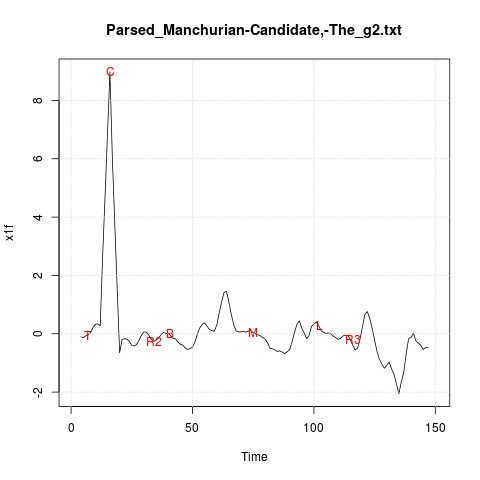 Parsed_Manchurian-Candidate,-The_g2.txt
C
8
6
4
x1f
2
T R2 B M L R3
0
-2
0 50 100 150
Time